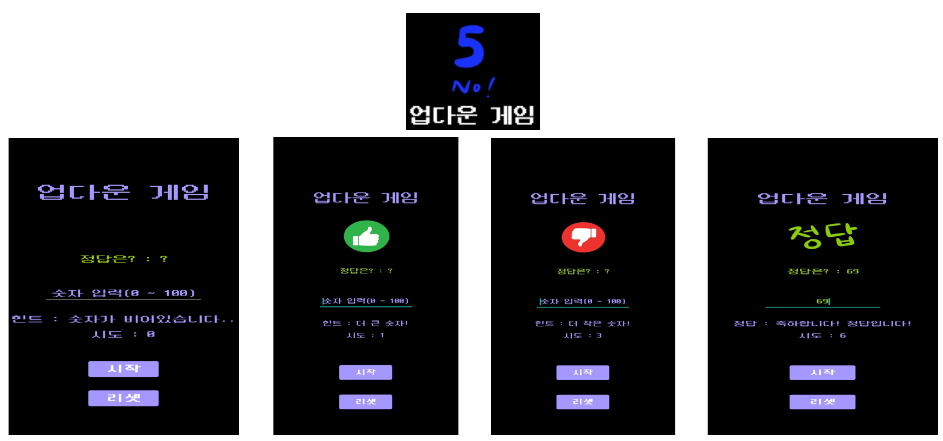 5
No!
업다운 게임
업다운 게임
정답은? : ?
숫자 입력(0 ~ 100)
힌트 : 숫자가 비어있습니다..
시도 : 0
시작
리셋
업다운 게임
정답은? : ?
숫자 입력(0 ~ 100)
힌트 : 더 큰 숫자!
시도 : 1
시작
리셋
업다운 게임
정답은? : ?
숫자 입력(0 ~ 100)
힌트 : 더 작은 숫자!
시도 : 3
시작
리셋
업다운 게임
정답
정답은? : 69
69
정답 : 축하합니다! 정답입니다!
시도 : 6
시작
리셋